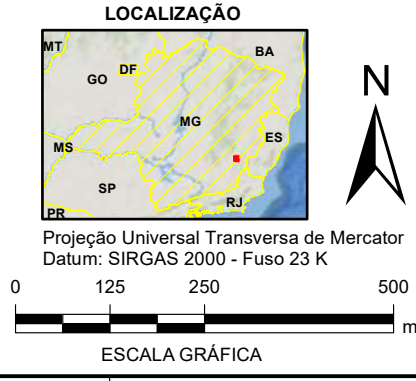 LOCALIZAÇÃO
MT
BA
GO
DF
MG
ES
MS
SP
RJ
PR
N
Projeção Universal Transversa de Mercator
Datum: SIRGAS 2000 - Fuso 23 K
0 125 250 500
m
ESCALA GRÁFICA